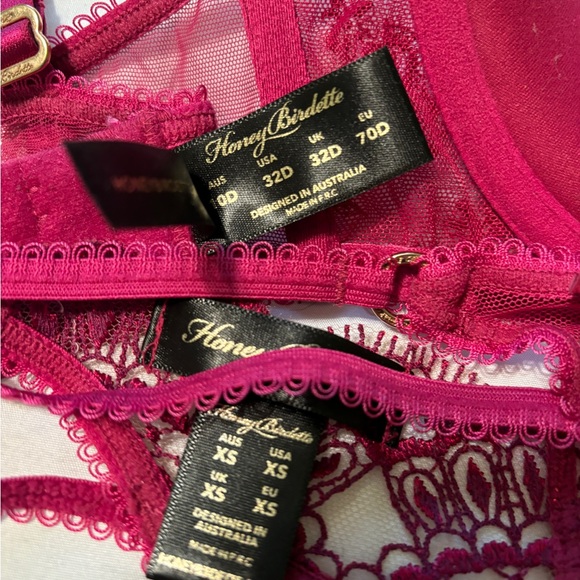 Honey Birdette
AUS USA UK EU
0D 32D 32D 70D
DESIGNED IN AUSTRALIA
MADE IN P.R.C
Honey
Honey Birdette
AUS USA
XS XS
UK EU
XS XS
DESIGNED IN
AUSTRALIA
MADE IN P.R.C